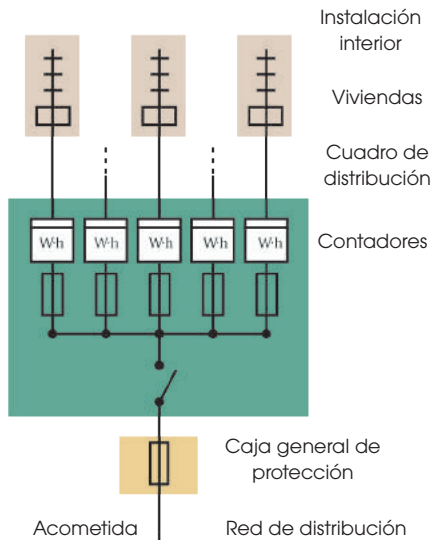 Instalación
interior
Viviendas
Cuadro de
distribución
W·h W·h W·h W·h W·h
Contadores
Caja general de
protección
Acometida
Red de distribución